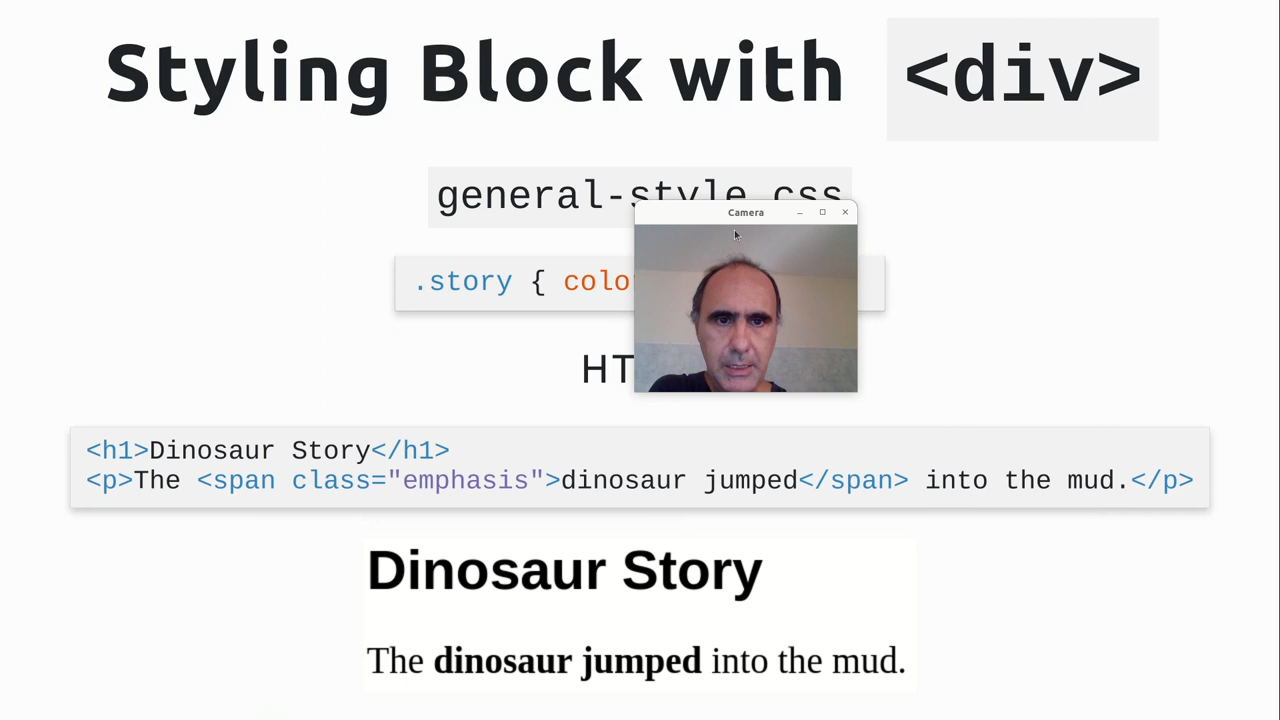 Styling Block with <div>
general-style.css
Camera
.story { colo
HT
<h1>Dinosaur Story</h1>
<p>The <span class="emphasis">dinosaur jumped</span> into the mud.</p>
Dinosaur Story
The dinosaur jumped into the mud.